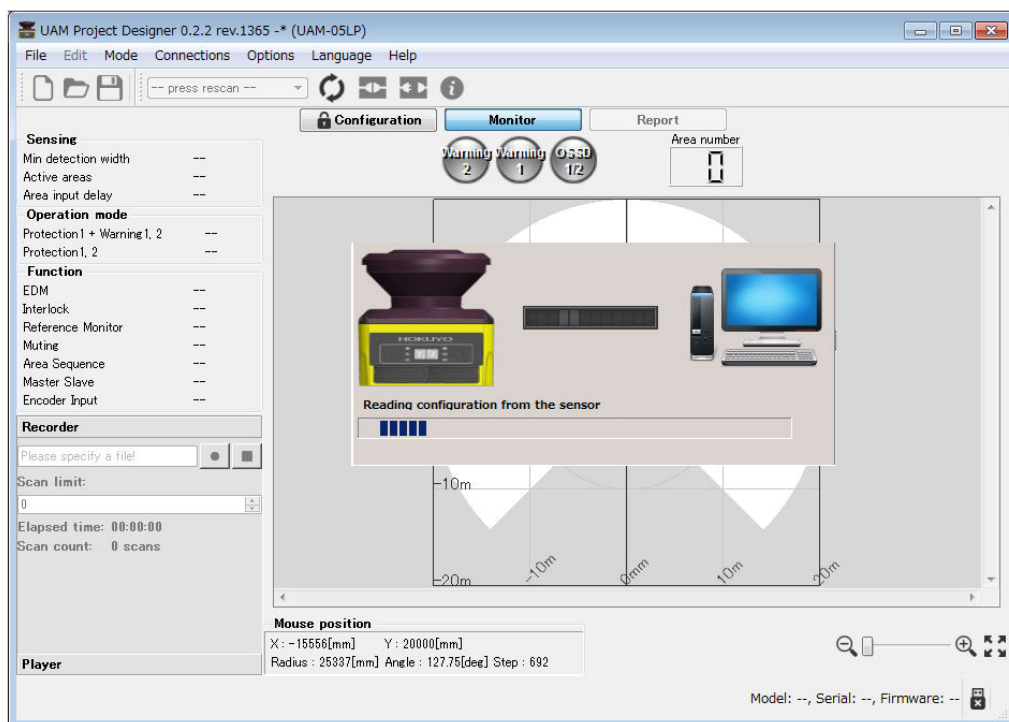 UAM Project Designer 0.2.2 rev.1365 -* (UAM-05LP)
File Edit Mode Connections Options Language Help
-- press rescan --
Configuration Monitor Report
Sensing
Min detection width --
Active areas --
Area input delay --
Operation mode
Protection1 + Warning1, 2 --
Protection1, 2 --
Function
EDM --
Interlock --
Reference Monitor --
Muting --
Area Sequence --
Master Slave --
Encoder Input --
Recorder
Please specify a file!
Scan limit:
0
Elapsed time: 00:00:00
Scan count: 0 scans
Player
Warning 2
Warning 1
OSSD 1/2
Area number
0
HOKUYO
Reading configuration from the sensor
-10m
-20m
-10m
0mm
10m
20m
Mouse position
X : -15556[mm] Y : 20000[mm]
Radius : 25337[mm] Angle : 127.75[deg] Step : 692
Model: --, Serial: --, Firmware: --